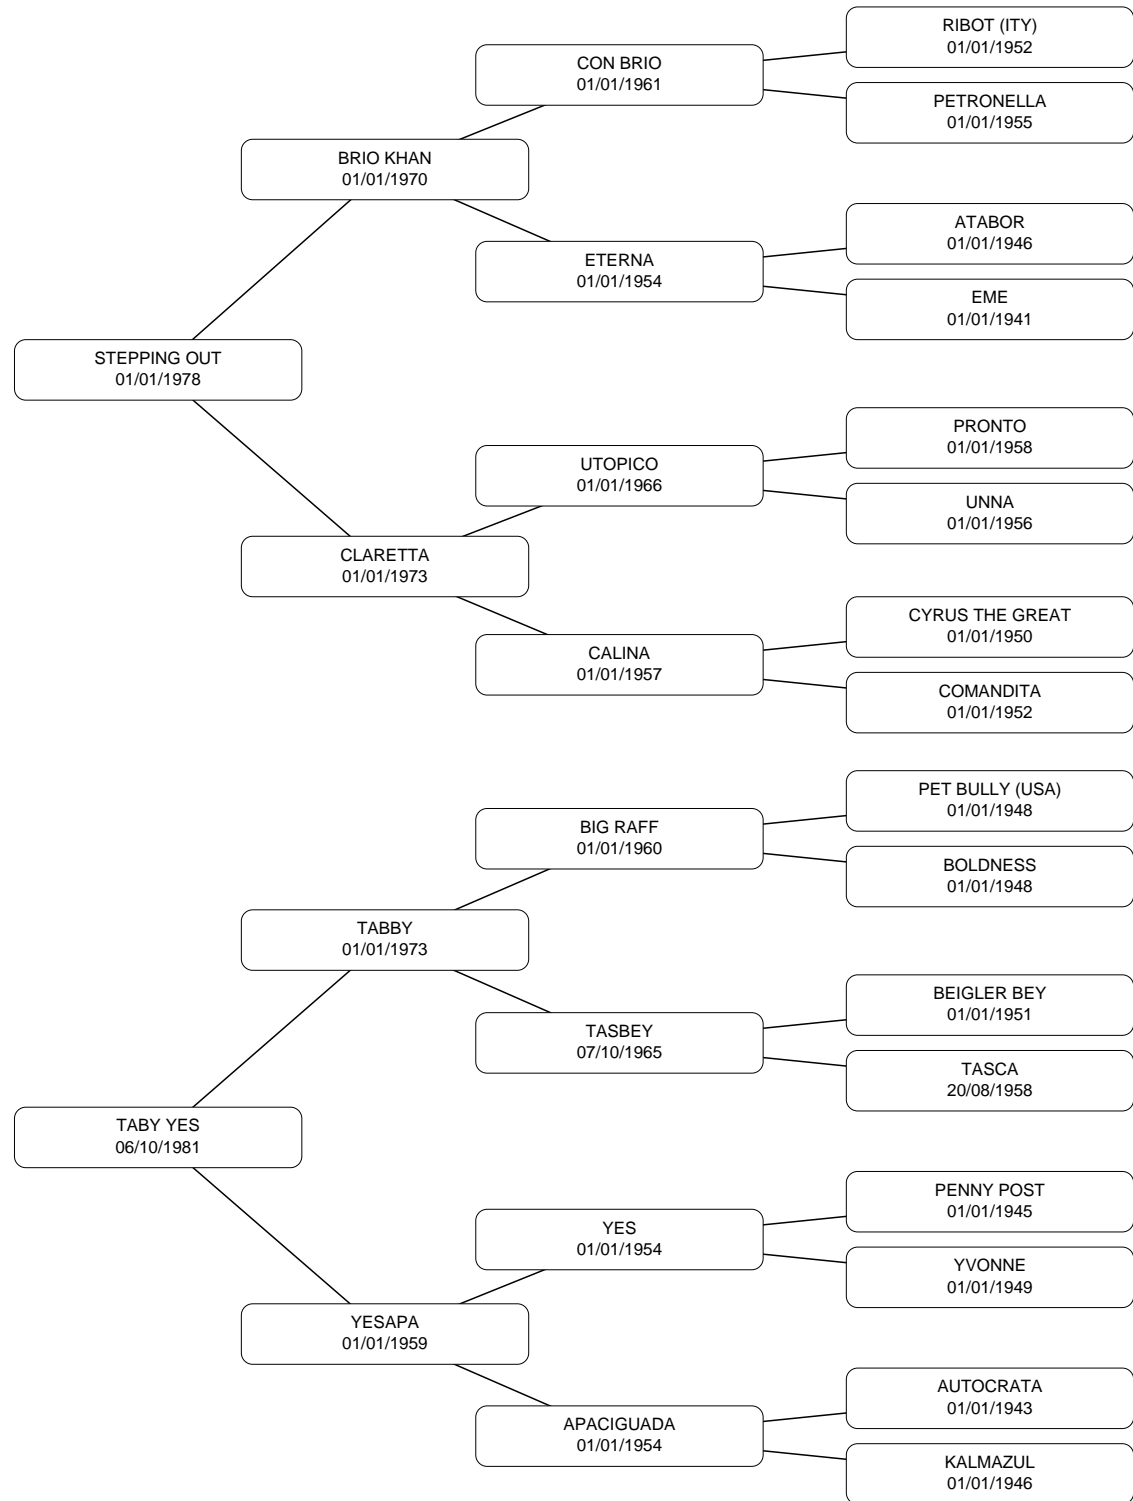 RIBOT (ITY)
01/01/1952
CON BRIO
01/01/1961
PETRONELLA
01/01/1955
BRIO KHAN
01/01/1970
ATABOR
01/01/1946
ETERNA
01/01/1954
EME
01/01/1941
STEPPING OUT
01/01/1978
PRONTO
01/01/1958
UTOPICO
01/01/1966
UNNA
01/01/1956
CLARETTA
01/01/1973
CYRUS THE GREAT
01/01/1950
CALINA
01/01/1957
COMANDITA
01/01/1952
PET BULLY (USA)
01/01/1948
BIG RAFF
01/01/1960
BOLDNESS
01/01/1948
TABBY
01/01/1973
BEIGLER BEY
01/01/1951
TASBEY
07/10/1965
TASCA
20/08/1958
TABY YES
06/10/1981
PENNY POST
01/01/1945
YES
01/01/1954
YVONNE
01/01/1949
YESAPA
01/01/1959
AUTOCRATA
01/01/1943
APACIGUADA
01/01/1954
KALMAZUL
01/01/1946